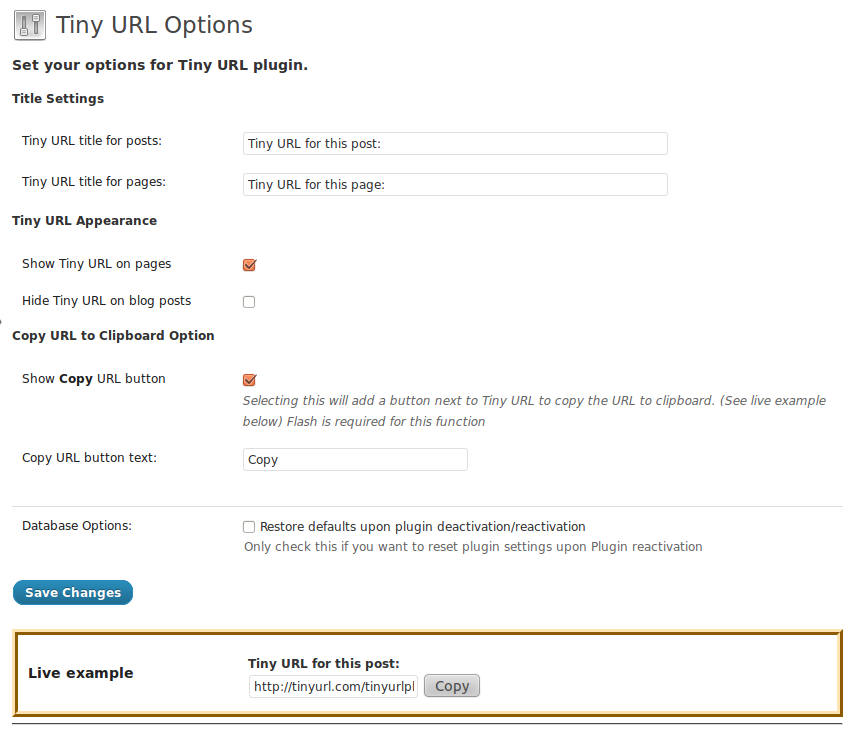 Tiny URL Options
Set your options for Tiny URL plugin.
Title Settings
Tiny URL title for posts:
Tiny URL for this post:
Tiny URL title for pages:
Tiny URL for this page:
Tiny URL Appearance
Show Tiny URL on pages
Hide Tiny URL on blog posts
Copy URL to Clipboard Option
Show Copy URL button
Selecting this will add a button next to Tiny URL to copy the URL to clipboard. (See live example
below) Flash is required for this function
Copy URL button text:
Copy
Database Options:
Restore defaults upon plugin deactivation/reactivation
Only check this if you want to reset plugin settings upon Plugin reactivation
Save Changes
Live example
Tiny URL for this post:
http://tinyurl.com/tinyurlpl
Copy